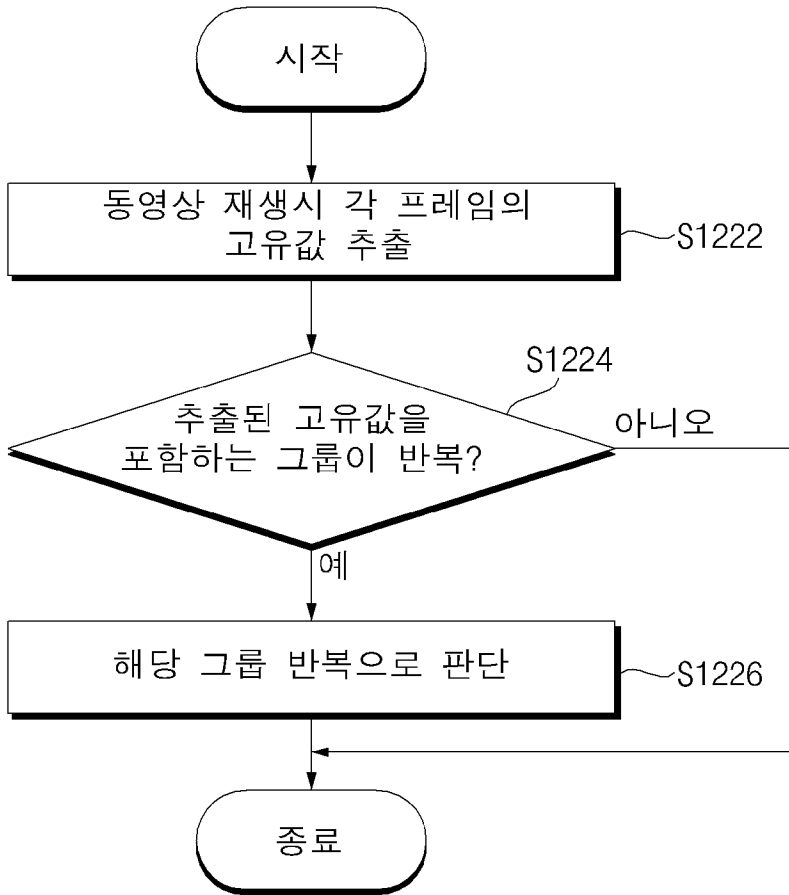 시작
동영상 재생시 각 프레임의
고유값 추출
S1222
S1224
추출된 고유값을
포함하는 그룹이 반복?
아니오
예
해당 그룹 반복으로 판단
S1226
종료